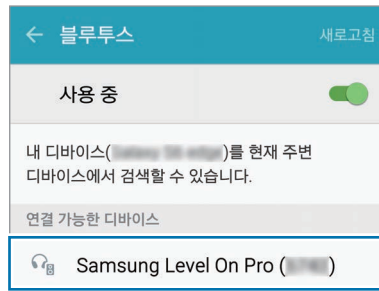 블루투스 새로고침
사용 중
내 디바이스( )를 현재 주변
디바이스에서 검색할 수 있습니다.
연결 가능한 디바이스
Samsung Level On Pro ( )